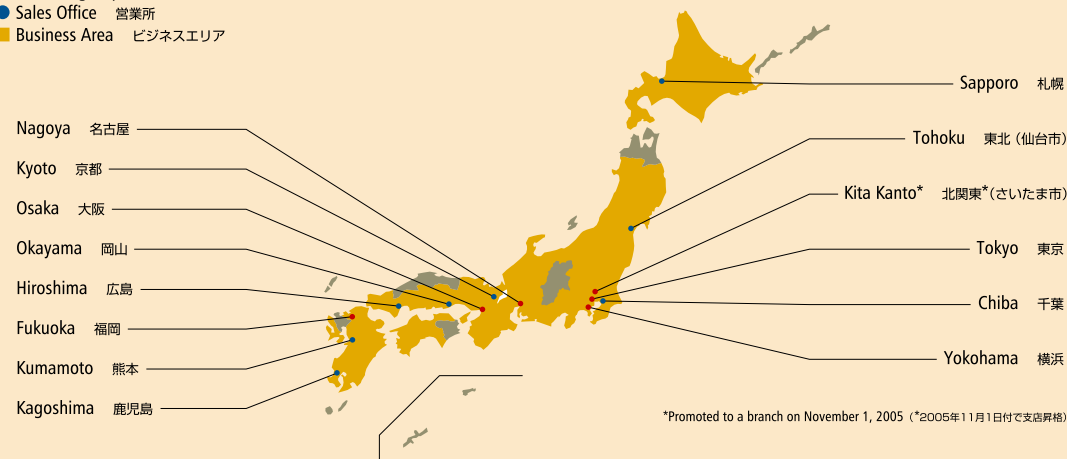 Sales Office 営業所
Business Area ビジネスエリア
Nagoya 名古屋
Kyoto 京都
Osaka 大阪
Okayama 岡山
Hiroshima 広島
Fukuoka 福岡
Kumamoto 熊本
Kagoshima 鹿児島
Sapporo 札幌
Tohoku 東北（仙台市）
Kita Kanto* 北関東*（さいたま市）
Tokyo 東京
Chiba 千葉
Yokohama 横浜
*Promoted to a branch on November 1, 2005（*2005年11月1日付で支店昇格）